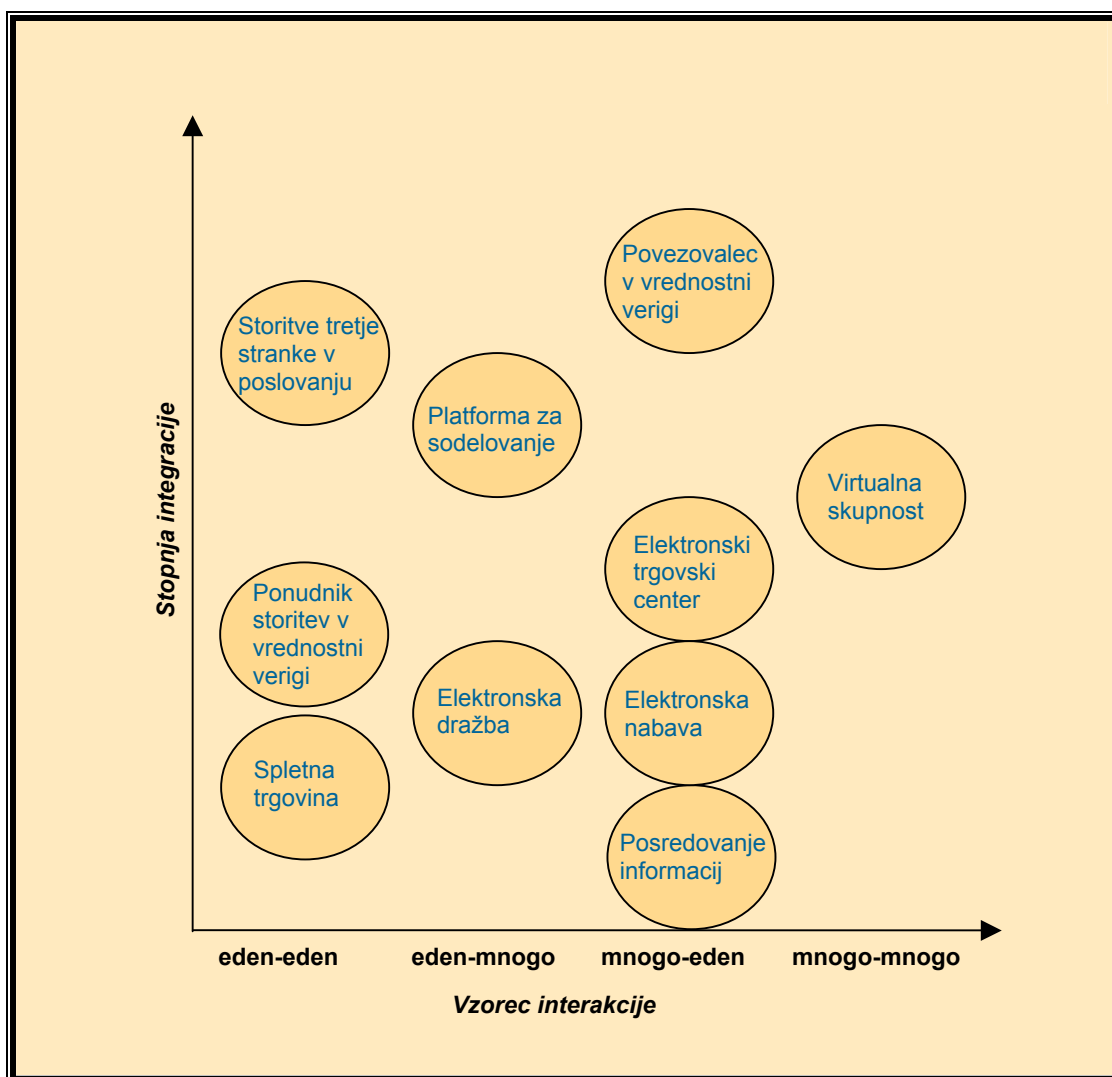 Povezovalec
v vrednostni
verigi
Storitve tretje
stranke v
poslovanju
Platforma za
sodelovanje
Virtualna
skupnost
Elektronski
trgovski
center
Ponudnik
storitev v
vrednostni
verigi
Elektronska
dražba
Elektronska
nabava
Spletna
trgovina
Posredovanje
informacij
Stopnja integracije
eden-eden eden-mnogo mnogo-eden mnogo-mnogo
Vzorec interakcije